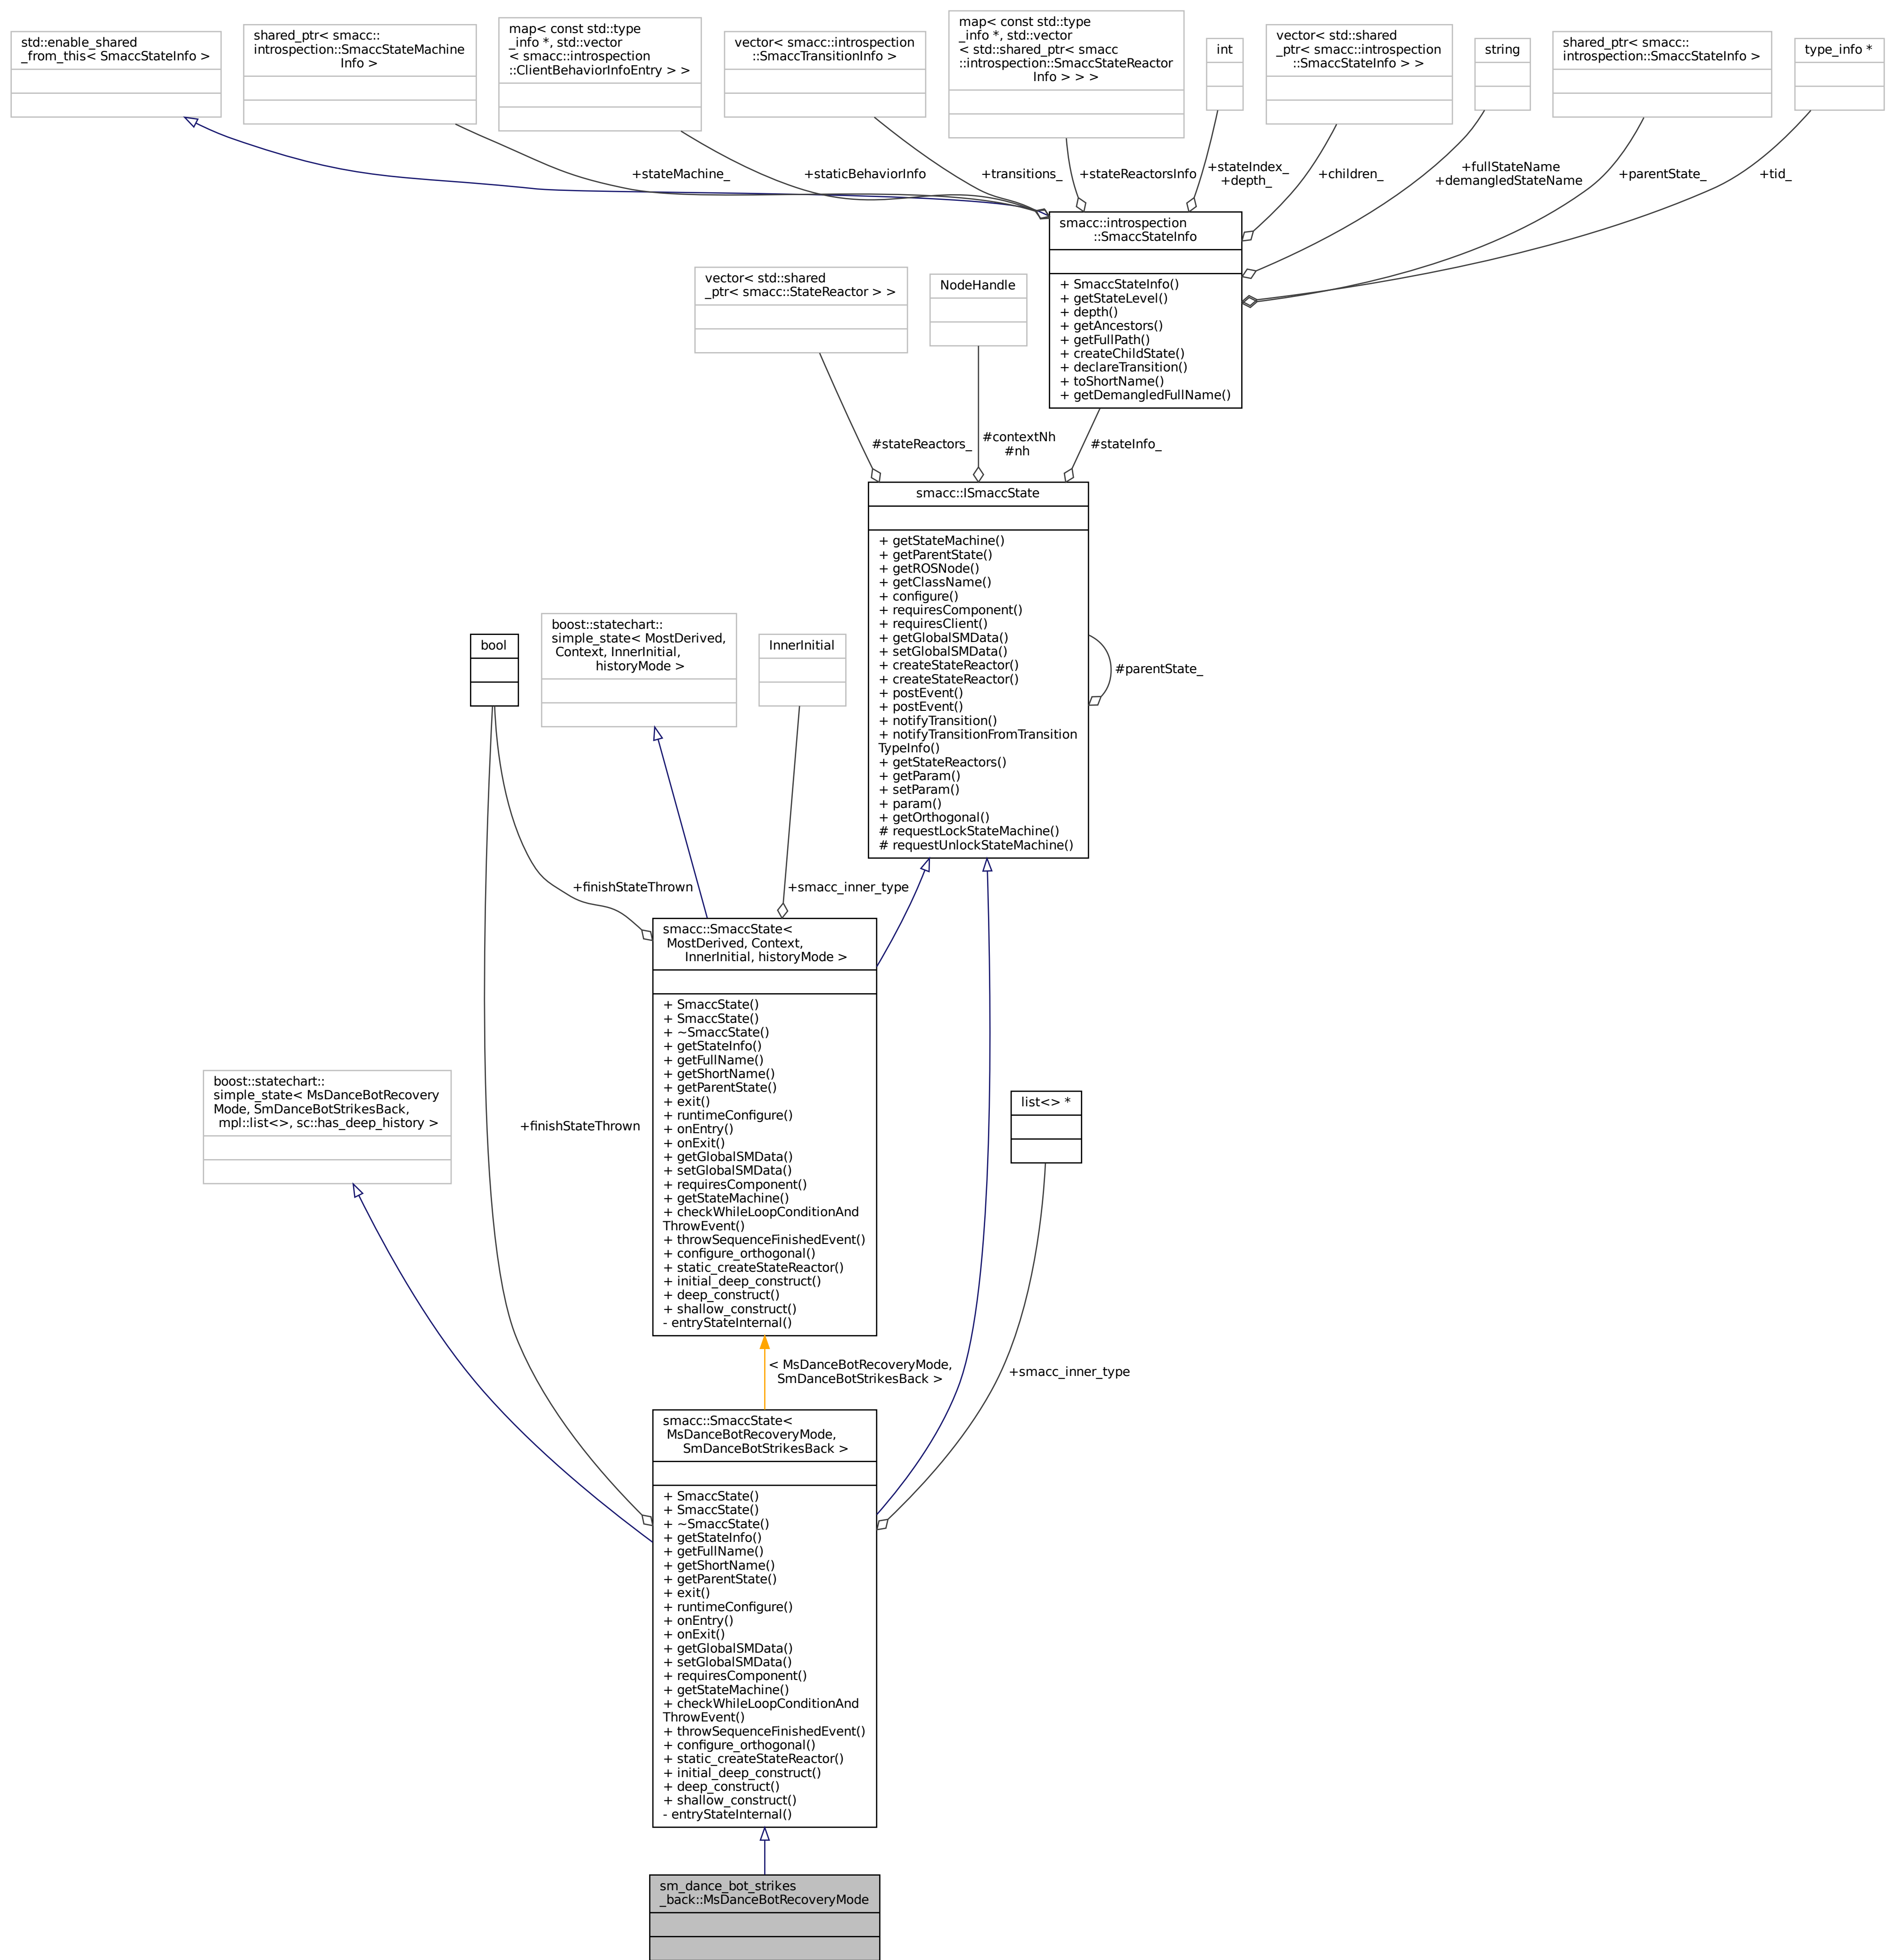 std::enable_shared
_from_this< SmaccStateInfo >
shared_ptr< smacc::
introspection::SmaccStateMachine
Info >
map< const std::type
_info *, std::vector
< smacc::introspection
::ClientBehaviorInfoEntry > >
vector< smacc::introspection
::SmaccTransitionInfo >
map< const std::type
_info *, std::vector
< std::shared_ptr< smacc
::introspection::SmaccStateReactor
Info > > >
int
vector< std::shared
_ptr< smacc::introspection
::SmaccStateInfo > >
string
shared_ptr< smacc::
introspection::SmaccStateInfo >
type_info *
+stateMachine_
+staticBehaviorInfo
+transitions_
+stateReactorsInfo
+stateIndex_
+depth_
+children_
+fullStateName
+demangledStateName
+parentState_
+tid_
smacc::introspection
::SmaccStateInfo
+ SmaccStateInfo()
+ getStateLevel()
+ depth()
+ getAncestors()
+ getFullPath()
+ createChildState()
+ declareTransition()
+ toShortName()
+ getDemangledFullName()
vector< std::shared
_ptr< smacc::StateReactor > >
NodeHandle
#stateReactors_
#contextNh
#nh
#stateInfo_
smacc::ISmaccState
+ getStateMachine()
+ getParentState()
+ getROSNode()
+ getClassName()
+ configure()
+ requiresComponent()
+ requiresClient()
+ getGlobalSMData()
+ setGlobalSMData()
+ createStateReactor()
+ createStateReactor()
+ postEvent()
+ postEvent()
+ notifyTransition()
+ notifyTransitionFromTransition
TypeInfo()
+ getStateReactors()
+ getParam()
+ setParam()
+ param()
+ getOrthogonal()
# requestLockStateMachine()
# requestUnlockStateMachine()
#parentState_
bool
boost::statechart::
simple_state< MostDerived,
Context, InnerInitial,
historyMode >
InnerInitial
+finishStateThrown
+smacc_inner_type
smacc::SmaccState<
MostDerived, Context,
InnerInitial, historyMode >
+ SmaccState()
+ SmaccState()
+ ~SmaccState()
+ getStateInfo()
+ getFullName()
+ getShortName()
+ getParentState()
+ exit()
+ runtimeConfigure()
+ onEntry()
+ onExit()
+ getGlobalSMData()
+ setGlobalSMData()
+ requiresComponent()
+ getStateMachine()
+ checkWhileLoopConditionAnd
ThrowEvent()
+ throwSequenceFinishedEvent()
+ configure_orthogonal()
+ static_createStateReactor()
+ initial_deep_construct()
+ deep_construct()
+ shallow_construct()
- entryStateInternal()
boost::statechart::
simple_state< MsDanceBotRecovery
Mode, SmDanceBotStrikesBack,
mpl::list<>, sc::has_deep_history >
+finishStateThrown
list<> *
< MsDanceBotRecoveryMode,
SmDanceBotStrikesBack >
+smacc_inner_type
smacc::SmaccState<
MsDanceBotRecoveryMode,
SmDanceBotStrikesBack >
+ SmaccState()
+ SmaccState()
+ ~SmaccState()
+ getStateInfo()
+ getFullName()
+ getShortName()
+ getParentState()
+ exit()
+ runtimeConfigure()
+ onEntry()
+ onExit()
+ getGlobalSMData()
+ setGlobalSMData()
+ requiresComponent()
+ getStateMachine()
+ checkWhileLoopConditionAnd
ThrowEvent()
+ throwSequenceFinishedEvent()
+ configure_orthogonal()
+ static_createStateReactor()
+ initial_deep_construct()
+ deep_construct()
+ shallow_construct()
- entryStateInternal()
sm_dance_bot_strikes
_back::MsDanceBotRecoveryMode